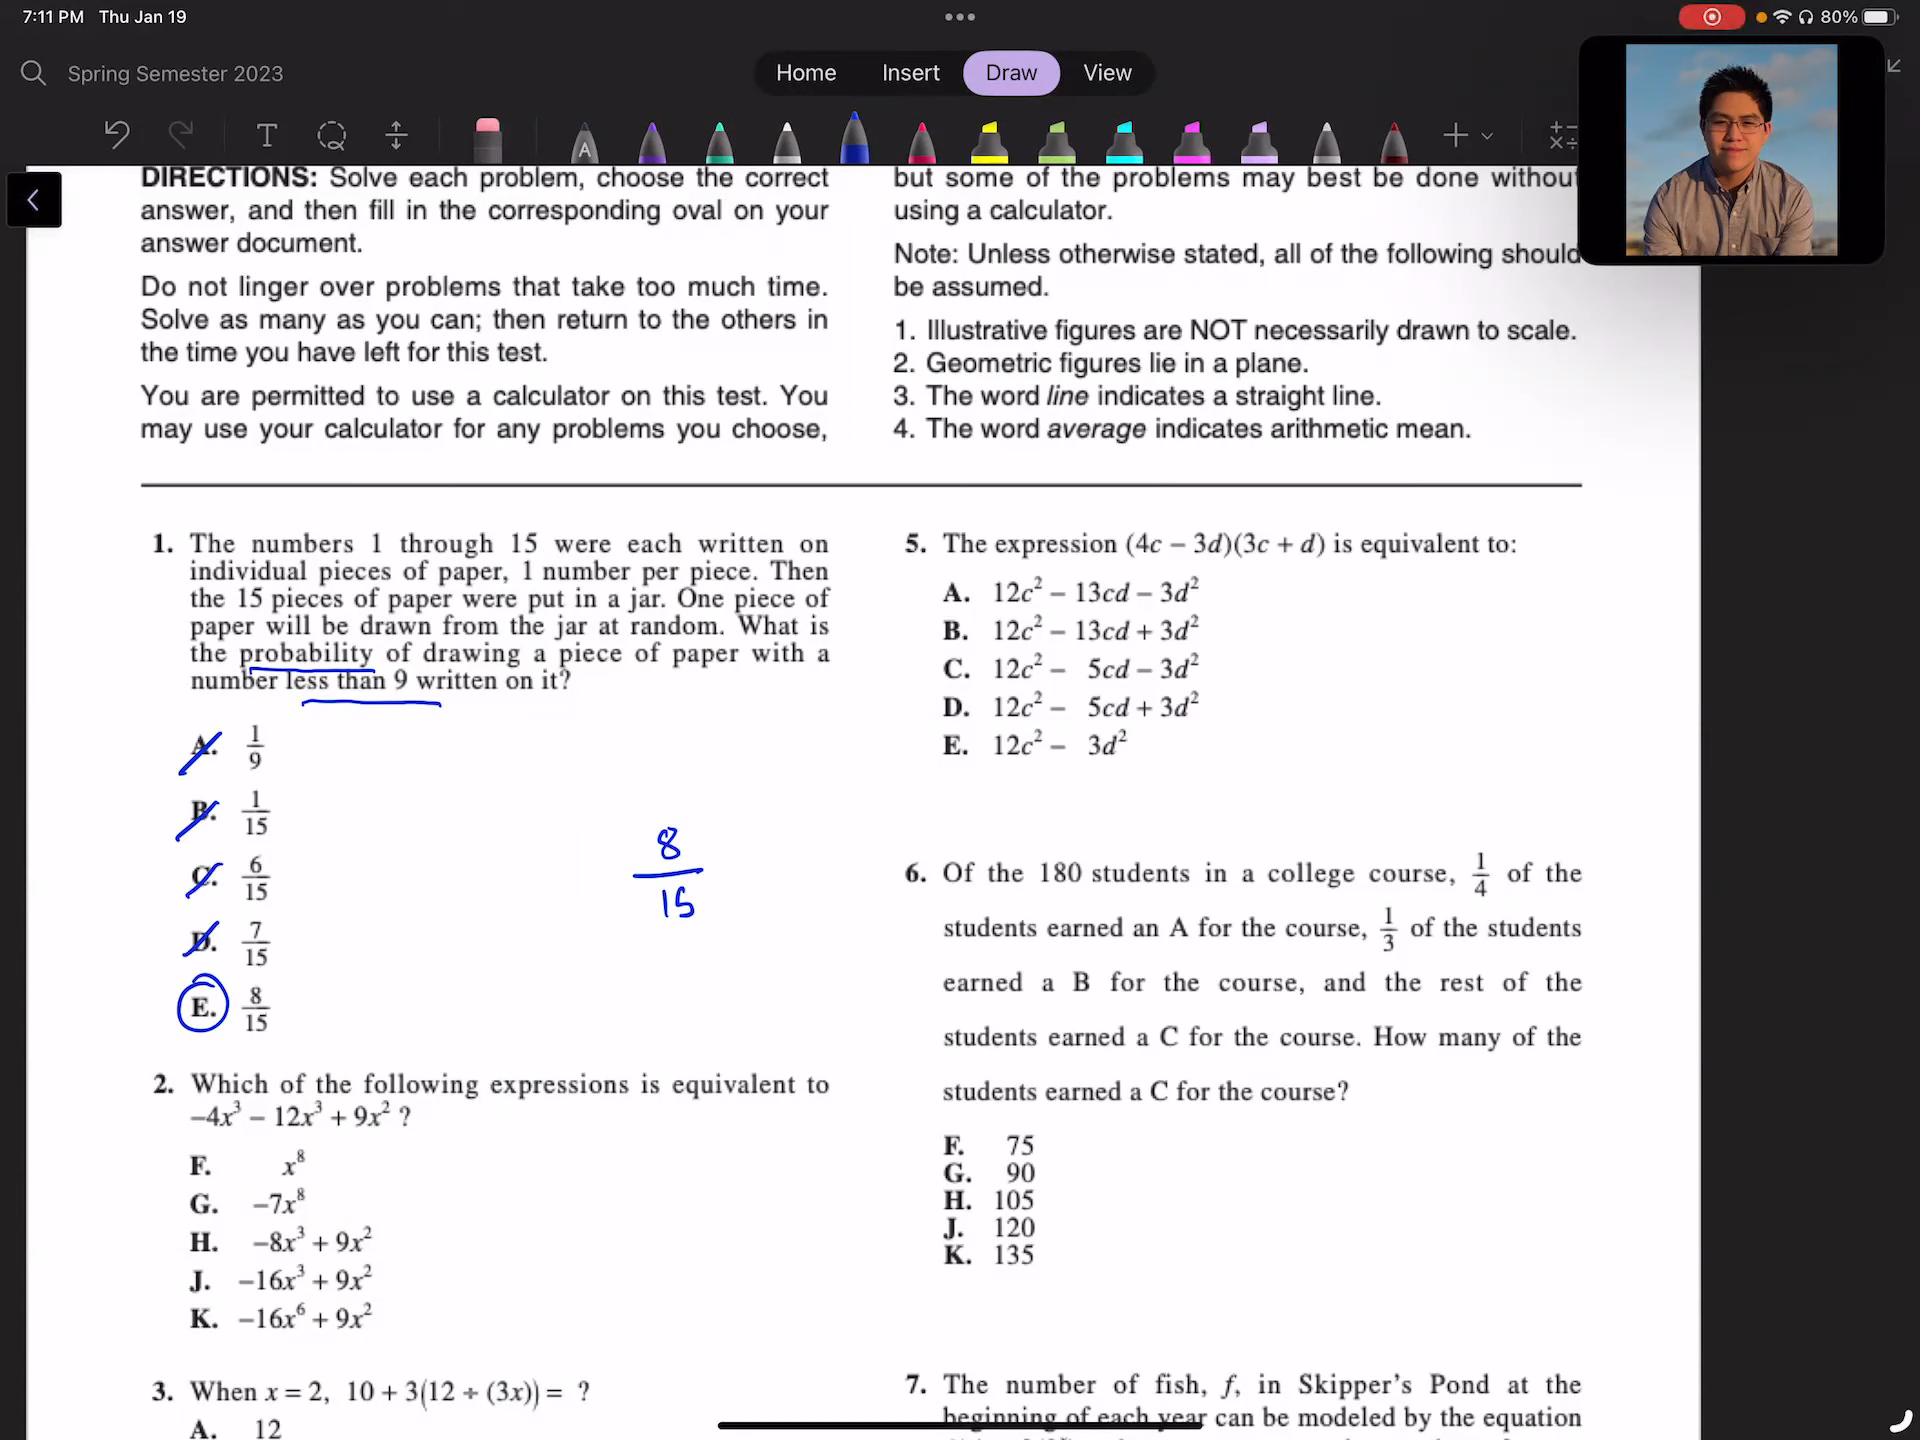 7:11 PM Thu Jan 19
80%
Spring Semester 2023
Home Insert Draw View
T
A
DIRECTIONS: Solve each problem, choose the correct
answer, and then fill in the corresponding oval on your
answer document.
Do not linger over problems that take too much time.
Solve as many as you can; then return to the others in
the time you have left for this test.
You are permitted to use a calculator on this test. You
may use your calculator for any problems you choose,
but some of the problems may best be done without
using a calculator.
Note: Unless otherwise stated, all of the following should
be assumed.
1. Illustrative figures are NOT necessarily drawn to scale.
2. Geometric figures lie in a plane.
3. The word line indicates a straight line.
4. The word average indicates arithmetic mean.
1. The numbers 1 through 15 were each written on
individual pieces of paper, 1 number per piece. Then
the 15 pieces of paper were put in a jar. One piece of
paper will be drawn from the jar at random. What is
the probability of drawing a piece of paper with a
number less than 9 written on it?
A. 1/9
B. 1/15
C. 6/15
D. 7/15
E. 8/15
8/15
2. Which of the following expressions is equivalent to
−4x³ − 12x³ + 9x² ?
F. x⁸
G. −7x⁸
H. −8x³ + 9x²
J. −16x³ + 9x²
K. −16x⁶ + 9x²
3. When x = 2, 10 + 3(12 ÷ (3x)) = ?
A. 12
5. The expression (4c − 3d)(3c + d) is equivalent to:
A. 12c² − 13cd − 3d²
B. 12c² − 13cd + 3d²
C. 12c² − 5cd − 3d²
D. 12c² − 5cd + 3d²
E. 12c² − 3d²
6. Of the 180 students in a college course, 1/4 of the
students earned an A for the course, 1/3 of the students
earned a B for the course, and the rest of the
students earned a C for the course. How many of the
students earned a C for the course?
F. 75
G. 90
H. 105
J. 120
K. 135
7. The number of fish, f, in Skipper's Pond at the
beginning of each year can be modeled by the equation